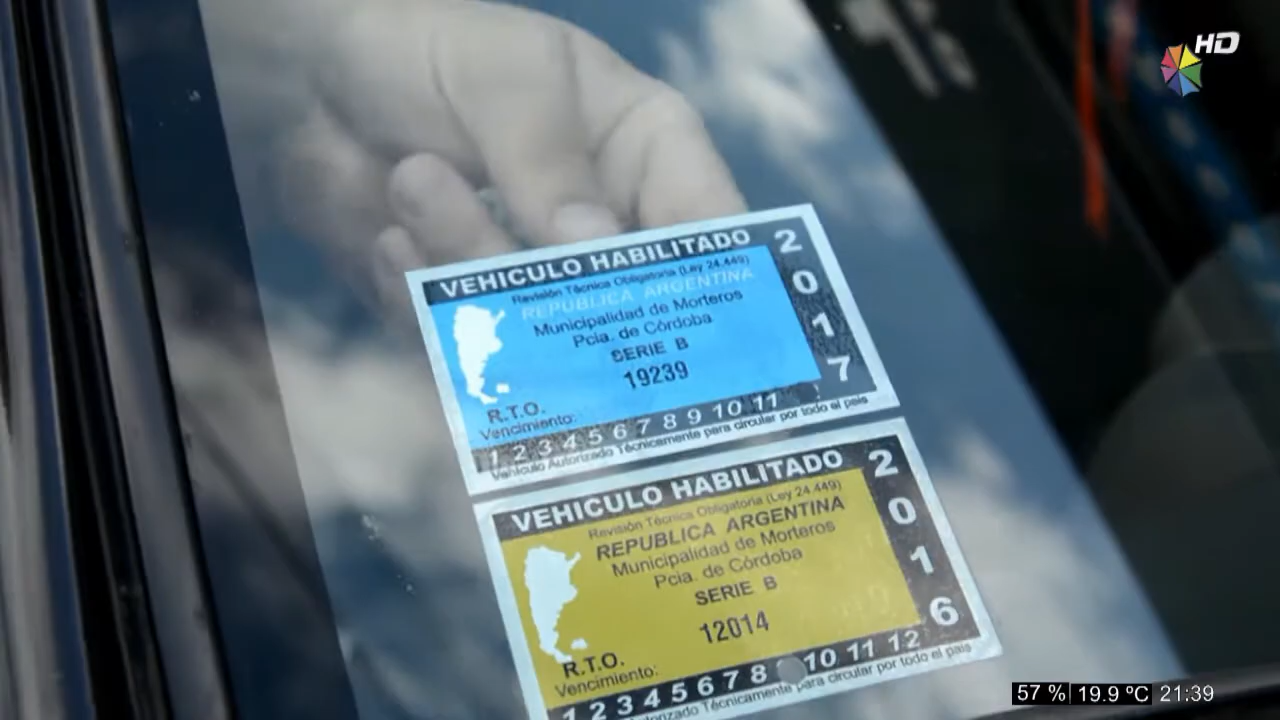 HD
VEHICULO HABILITADO
2017
Revisión Técnica Obligatoria (Ley 24.449)
REPUBLICA ARGENTINA
Municipalidad de Morteros
Pcia. de Córdoba
SERIE B
19239
R.T.O.
Vencimiento:
1 2 3 4 5 6 7 8 9 10 11
Vehículo Autorizado Técnicamente para circular por todo el país
VEHICULO HABILITADO
2016
Revisión Técnica Obligatoria (Ley 24.449)
REPUBLICA ARGENTINA
Municipalidad de Morteros
Pcia. de Córdoba
SERIE B
12014
R.T.O.
Vencimiento:
1 2 3 4 5 6 7 8 10 11 12
Técnicamente para circular por todo el país
57 % 19.9 ºC 21:39